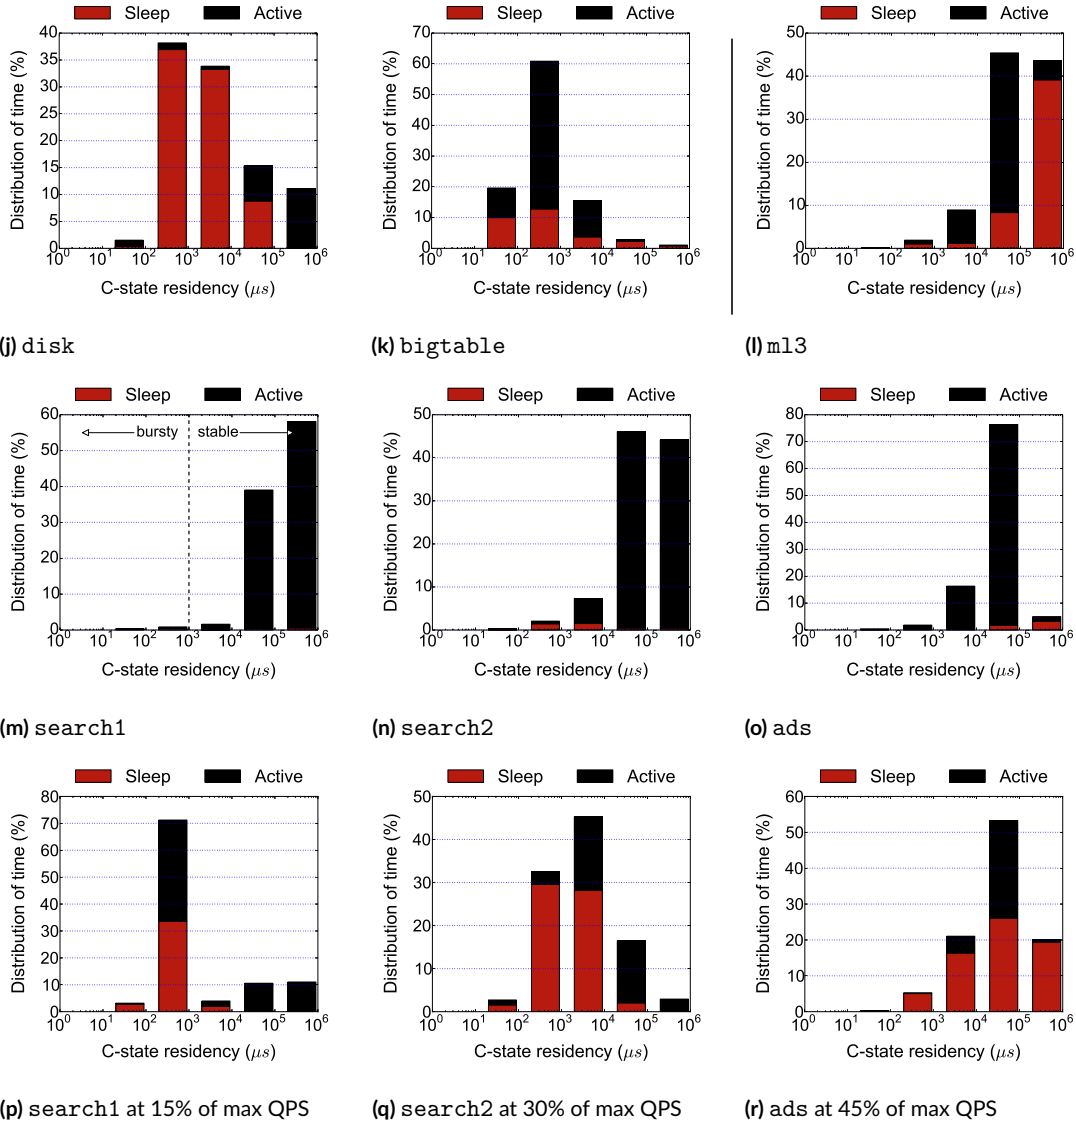 Sleep Active
Distribution of time (%)
40
35
30
25
20
15
10
5
0
10^0 10^1 10^2 10^3 10^4 10^5 10^6
C-state residency (μs)
(j) disk
Sleep Active
Distribution of time (%)
70
60
50
40
30
20
10
0
10^0 10^1 10^2 10^3 10^4 10^5 10^6
C-state residency (μs)
(k) bigtable
Sleep Active
Distribution of time (%)
50
40
30
20
10
0
10^0 10^1 10^2 10^3 10^4 10^5 10^6
C-state residency (μs)
(l) ml3
Sleep Active
Distribution of time (%)
60
50
40
30
20
10
0
bursty stable
10^0 10^1 10^2 10^3 10^4 10^5 10^6
C-state residency (μs)
(m) search1
Sleep Active
Distribution of time (%)
50
40
30
20
10
0
10^0 10^1 10^2 10^3 10^4 10^5 10^6
C-state residency (μs)
(n) search2
Sleep Active
Distribution of time (%)
80
70
60
50
40
30
20
10
0
10^0 10^1 10^2 10^3 10^4 10^5 10^6
C-state residency (μs)
(o) ads
Sleep Active
Distribution of time (%)
80
70
60
50
40
30
20
10
0
10^0 10^1 10^2 10^3 10^4 10^5 10^6
C-state residency (μs)
(p) search1 at 15% of max QPS
Sleep Active
Distribution of time (%)
50
40
30
20
10
0
10^0 10^1 10^2 10^3 10^4 10^5 10^6
C-state residency (μs)
(q) search2 at 30% of max QPS
Sleep Active
Distribution of time (%)
60
50
40
30
20
10
0
10^0 10^1 10^2 10^3 10^4 10^5 10^6
C-state residency (μs)
(r) ads at 45% of max QPS